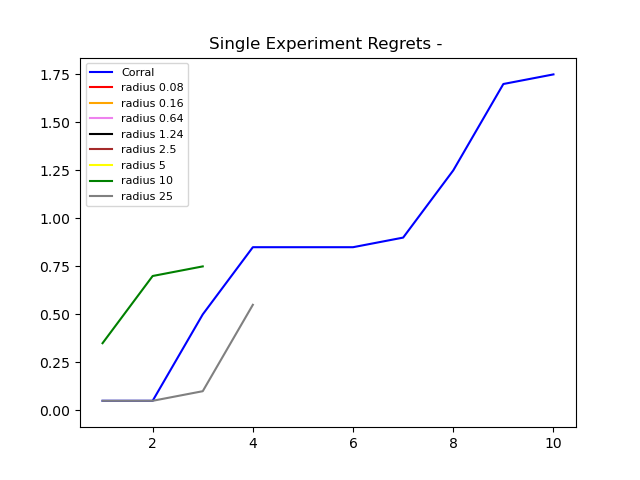 Single Experiment Regrets -
1.75
1.50
1.25
1.00
0.75
0.50
0.25
0.00
Corral
radius 0.08
radius 0.16
radius 0.64
radius 1.24
radius 2.5
radius 5
radius 10
radius 25
2 4 6 8 10